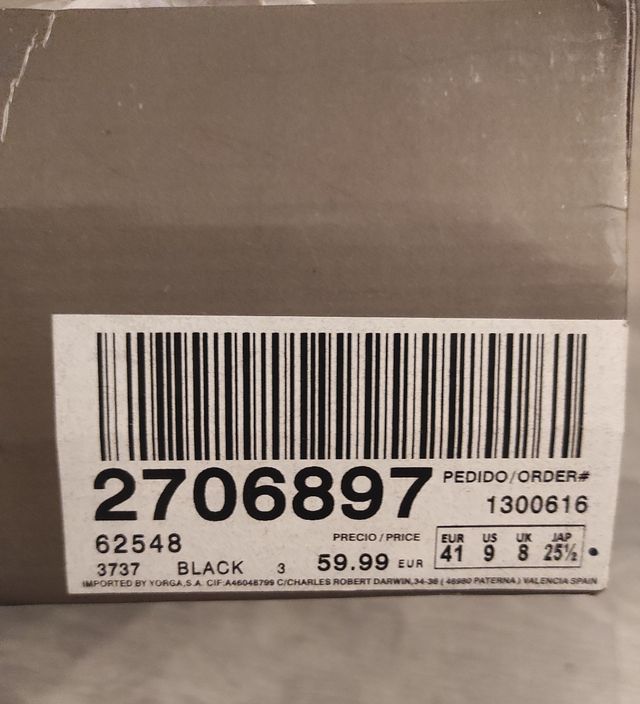 2706897
PEDIDO/ORDER#
1300616
62548
3737 BLACK 3
PRECIO/PRICE
59.99 EUR
EUR US UK JAP
41 9 8 25½
IMPORTED BY YORGA,S.A. CIF:A46048799 C/CHARLES ROBERT DARWIN,34-36 ( 46980 PATERNA ) VALENCIA SPAIN